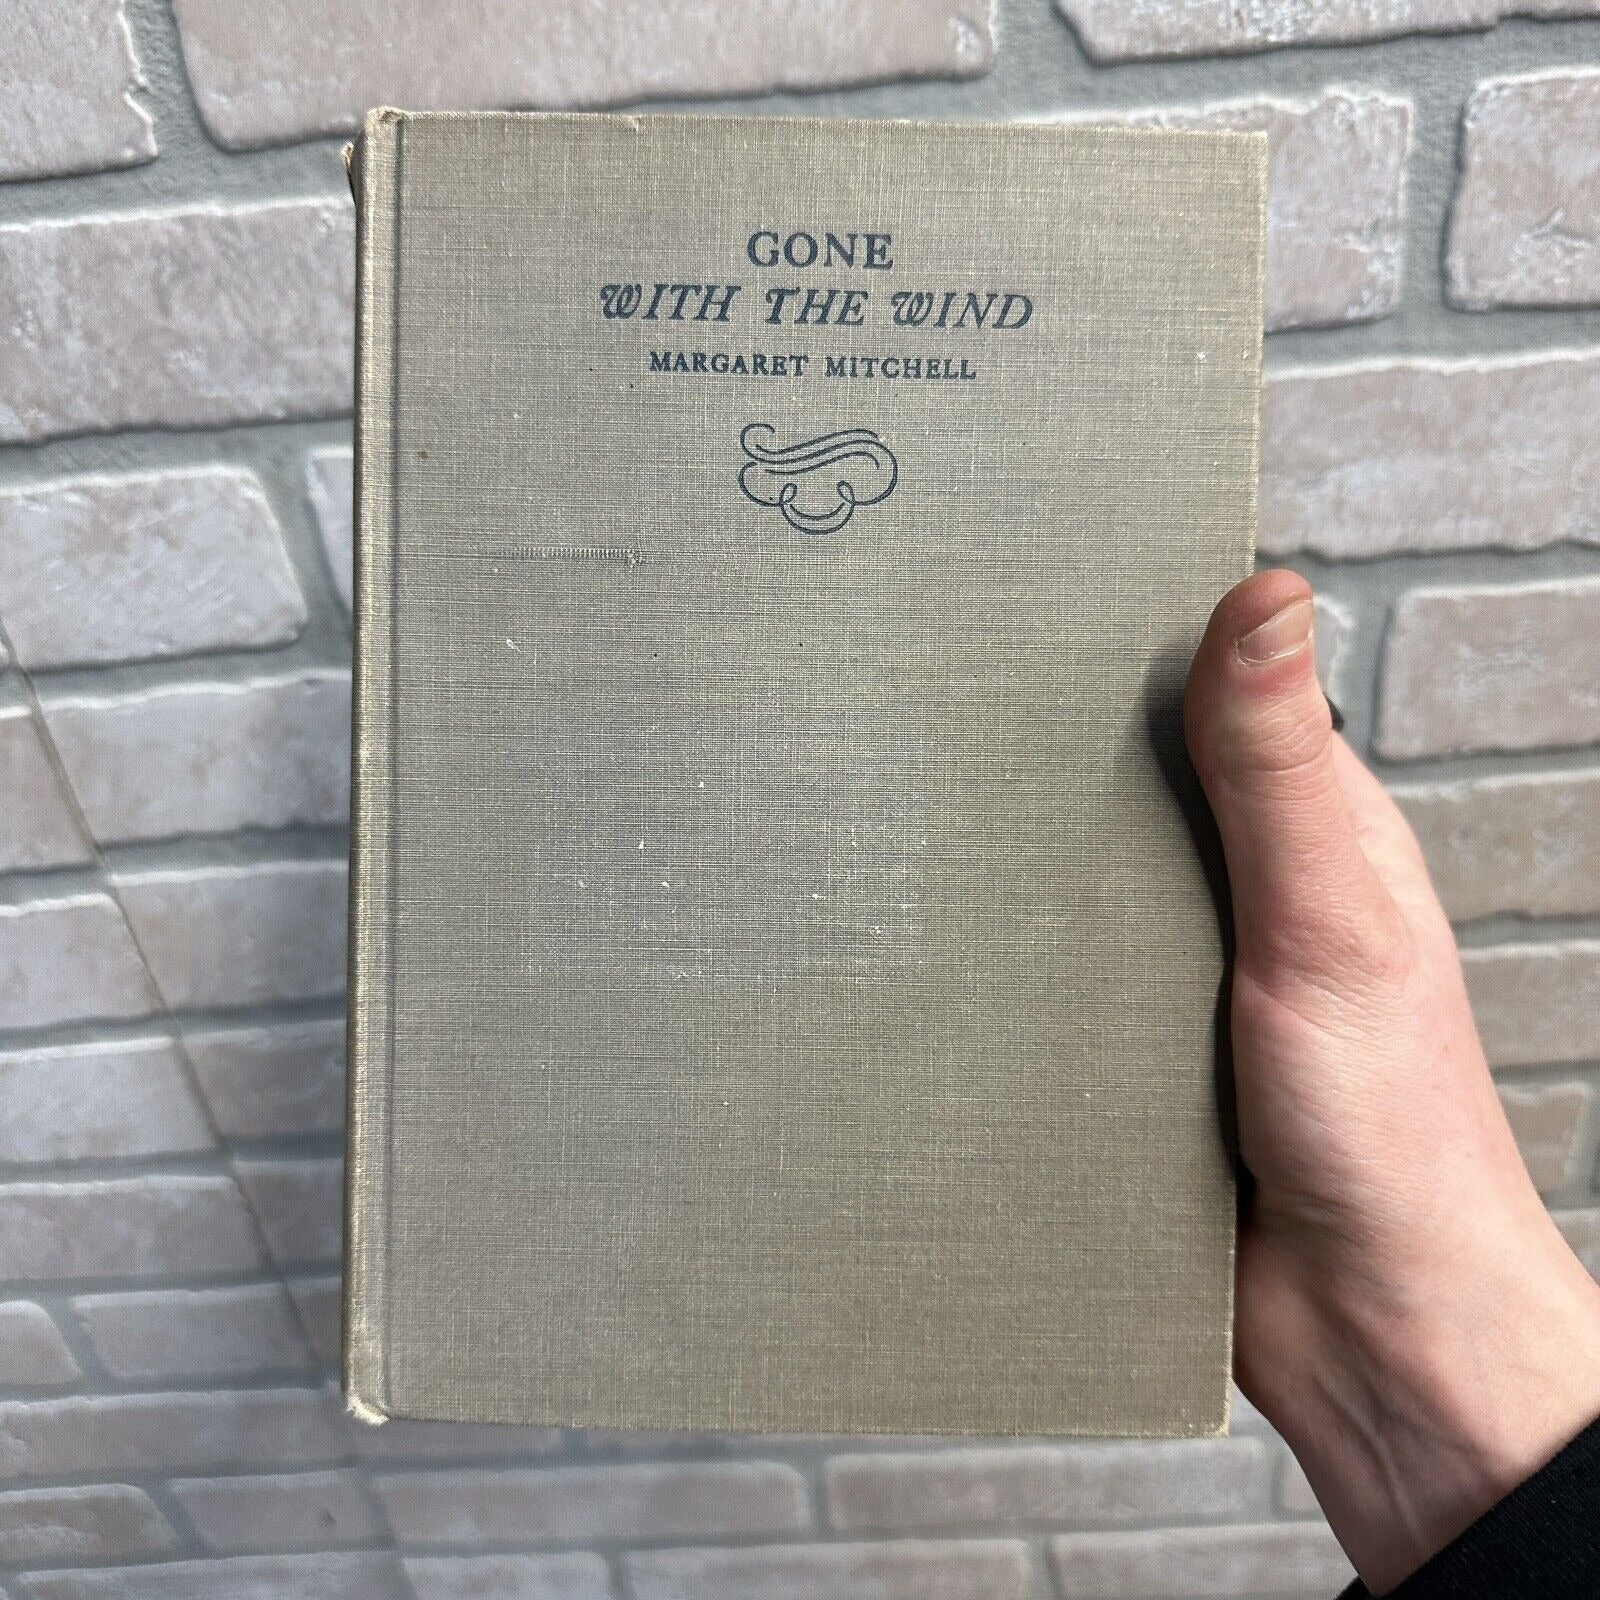 GONE
WITH THE WIND
MARGARET MITCHELL